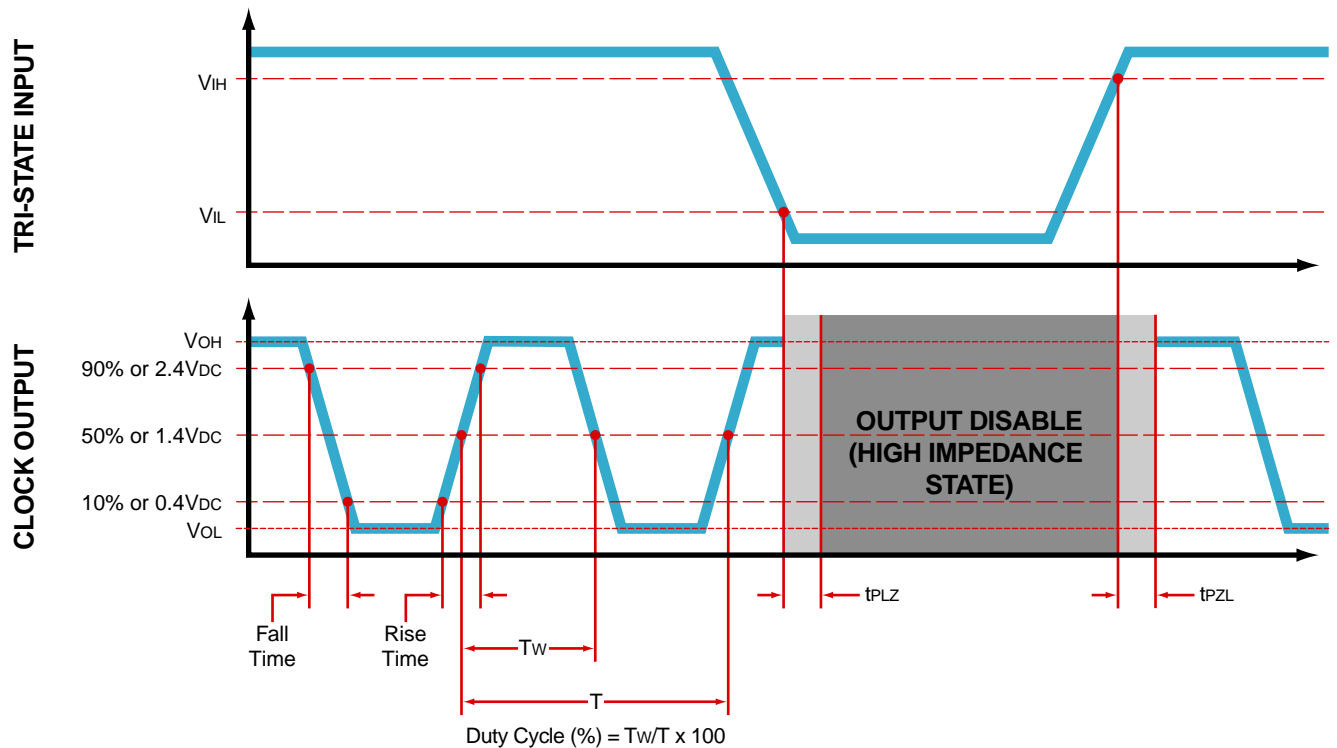 TRI-STATE INPUT
VIH
VIL
CLOCK OUTPUT
VOH
90% or 2.4VDC
50% or 1.4VDC
10% or 0.4VDC
VOL
OUTPUT DISABLE
(HIGH IMPEDANCE
STATE)
tPLZ
tPZL
Fall
Time
Rise
Time
TW
T
Duty Cycle (%) = TW/T x 100